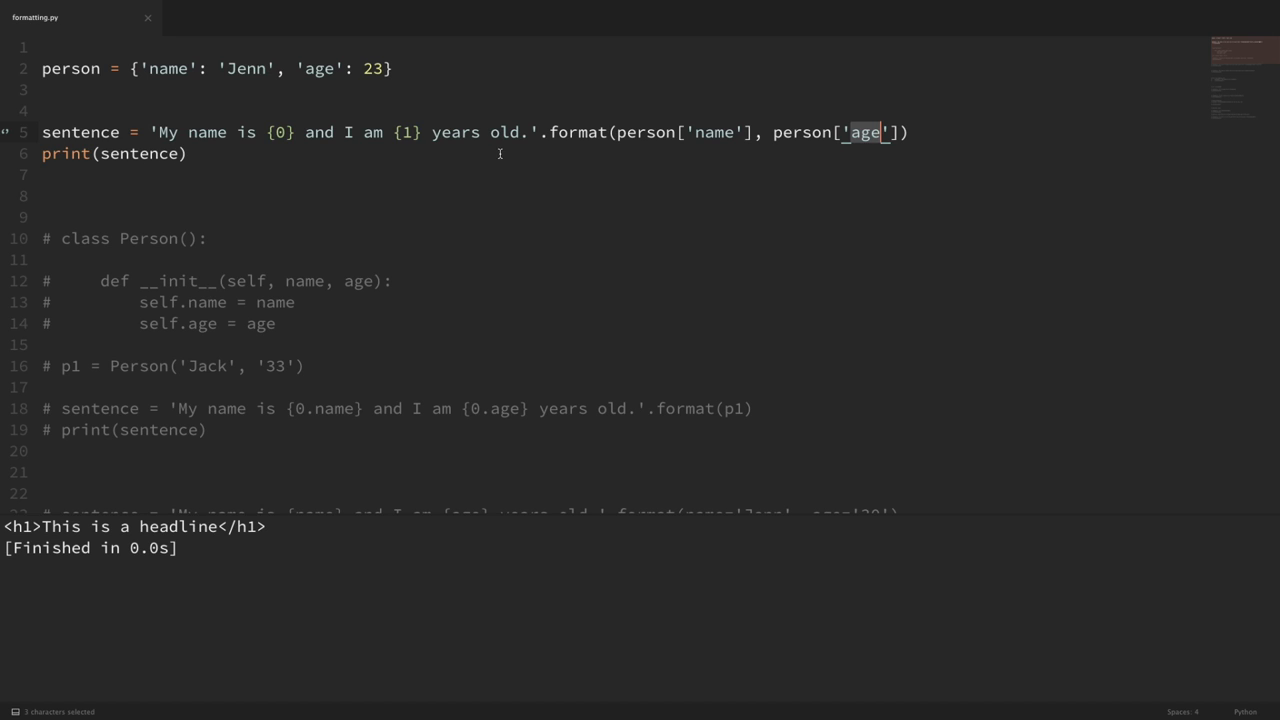 formatting.py ×
1
2 person = {'name': 'Jenn', 'age': 23}
3
4
5 sentence = 'My name is {0} and I am {1} years old.'.format(person['name'], person['age'])
6 print(sentence)
7
8
9
10 # class Person():
11
12 #     def __init__(self, name, age):
13 #         self.name = name
14 #         self.age = age
15
16 # p1 = Person('Jack', '33')
17
18 # sentence = 'My name is {0.name} and I am {0.age} years old.'.format(p1)
19 # print(sentence)
20
21
22
<h1>This is a headline</h1>
[Finished in 0.0s]
3 characters selected
Spaces: 4
Python